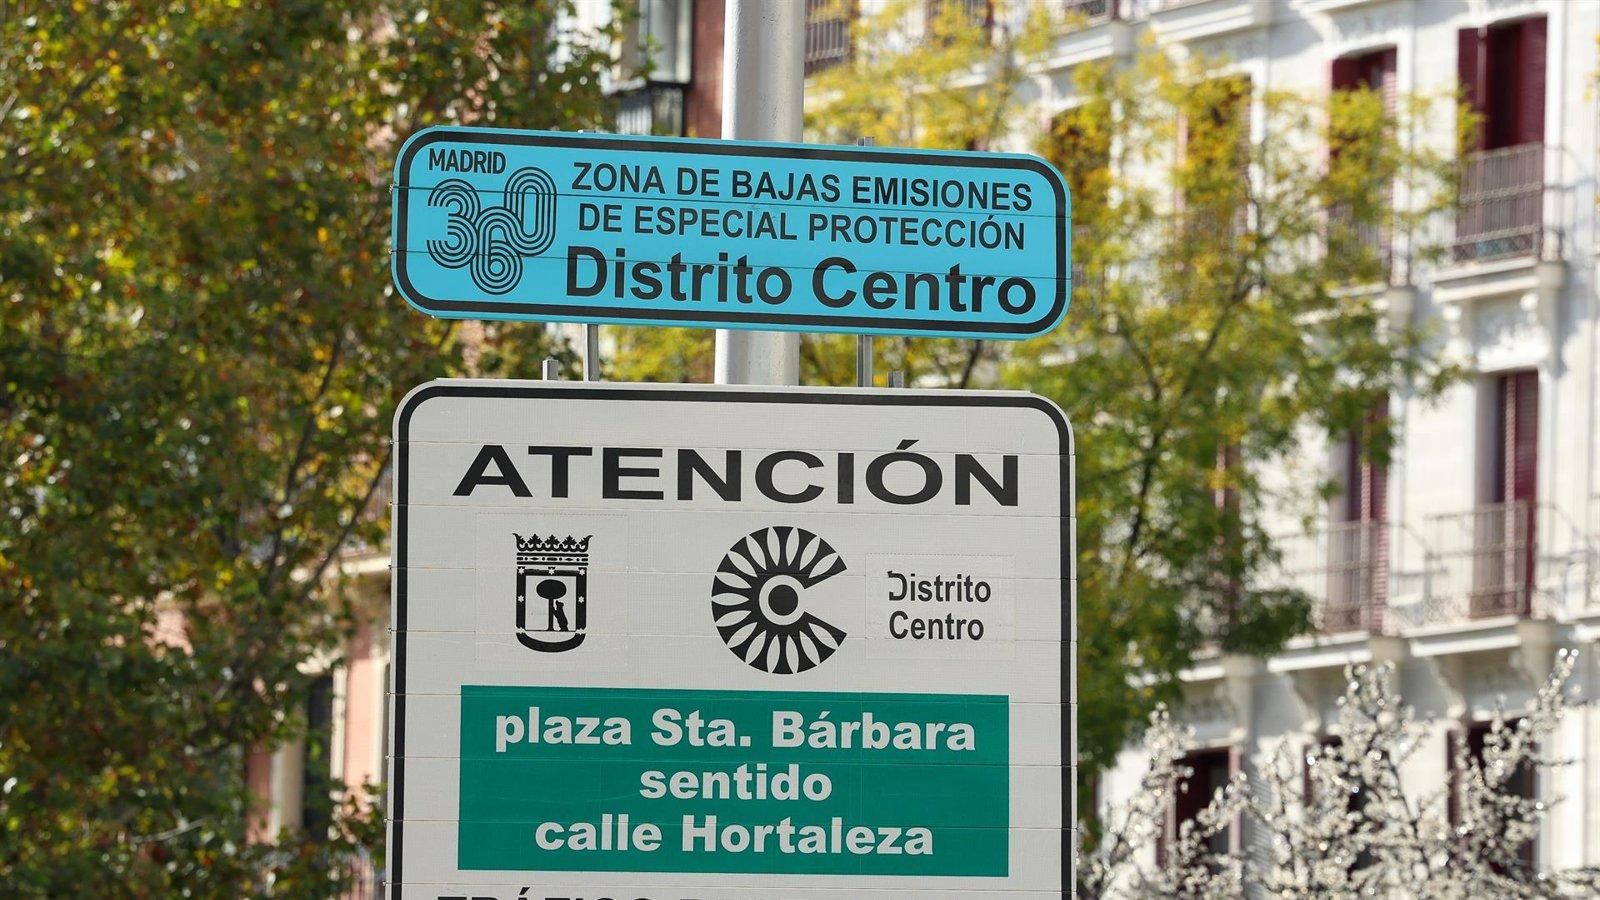 MADRID
360
ZONA DE BAJAS EMISIONES
DE ESPECIAL PROTECCIÓN
Distrito Centro
ATENCIÓN
Distrito
Centro
plaza Sta. Bárbara
sentido
calle Hortaleza
TRÁFICO